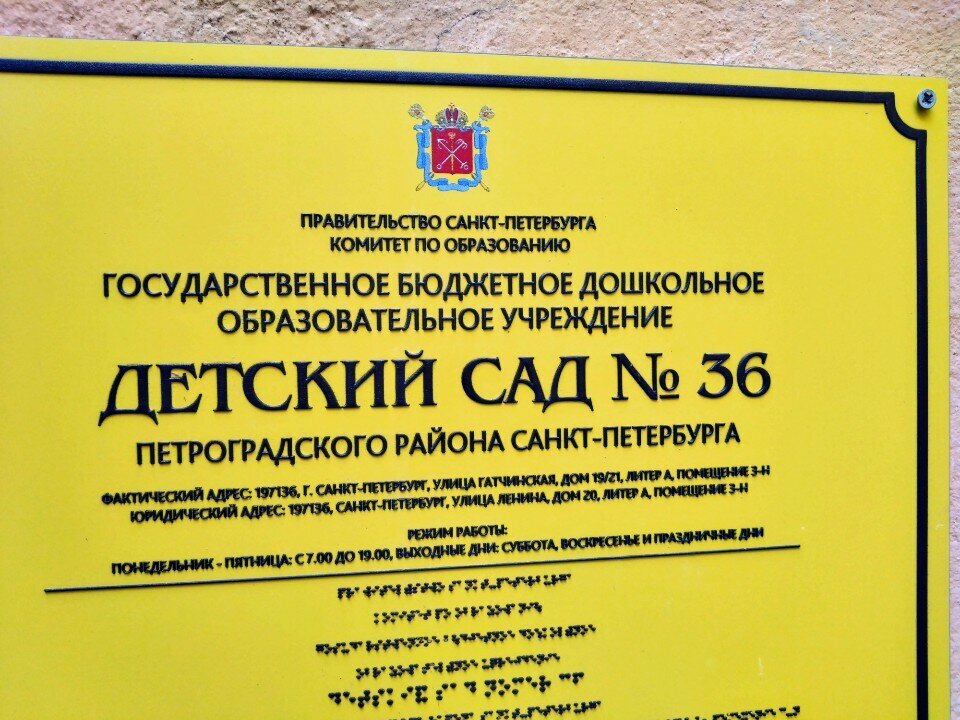 ПРАВИТЕЛЬСТВО САНКТ-ПЕТЕРБУРГА
КОМИТЕТ ПО ОБРАЗОВАНИЮ
ГОСУДАРСТВЕННОЕ БЮДЖЕТНОЕ ДОШКОЛЬНОЕ
ОБРАЗОВАТЕЛЬНОЕ УЧРЕЖДЕНИЕ
ДЕТСКИЙ САД № 36
ПЕТРОГРАДСКОГО РАЙОНА САНКТ-ПЕТЕРБУРГА
ФАКТИЧЕСКИЙ АДРЕС: 197136, Г. САНКТ-ПЕТЕРБУРГ, УЛИЦА ГАТЧИНСКАЯ, ДОМ 19/21, ЛИТЕР А, ПОМЕЩЕНИЕ 3-Н
ЮРИДИЧЕСКИЙ АДРЕС: 197136, САНКТ-ПЕТЕРБУРГ, УЛИЦА ЛЕНИНА, ДОМ 20, ЛИТЕР А, ПОМЕЩЕНИЕ 3-Н
РЕЖИМ РАБОТЫ:
ПОНЕДЕЛЬНИК - ПЯТНИЦА: С 7.00 ДО 19.00, ВЫХОДНЫЕ ДНИ: СУББОТА, ВОСКРЕСЕНЬЕ И ПРАЗДНИЧНЫЕ ДНИ